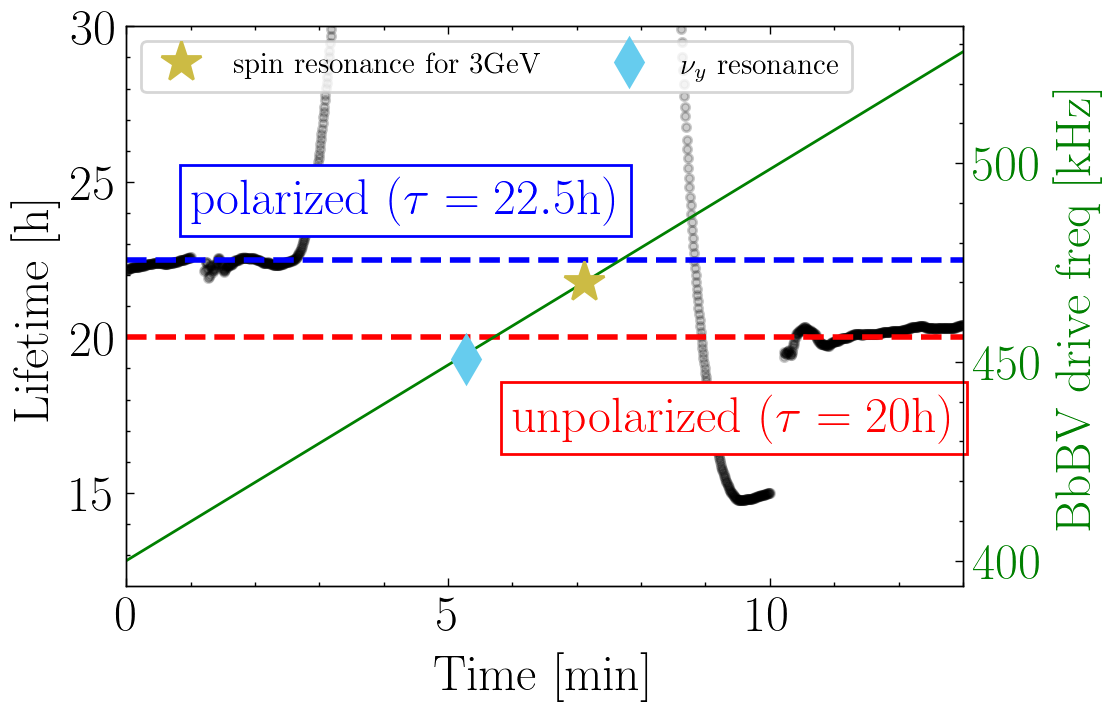 30
25
20
15
Lifetime [h]
spin resonance for 3GeV
ν_y resonance
polarized (τ = 22.5h)
unpolarized (τ = 20h)
500
450
400
BbBV drive freq [kHz]
0
5
10
Time [min]